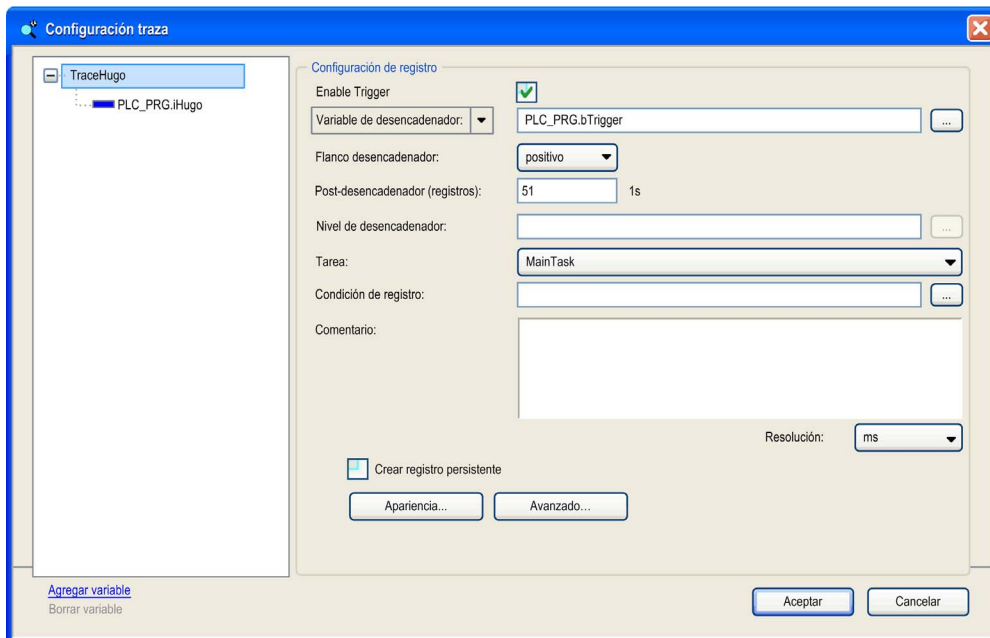 Configuración traza
TraceHugo
PLC_PRG.iHugo
Configuración de registro
Enable Trigger
Variable de desencadenador: PLC_PRG.bTrigger ...
Flanco desencadenador: positivo
Post-desencadenador (registros): 51 1s
Nivel de desencadenador: ...
Tarea: MainTask
Condición de registro: ...
Comentario:
Resolución: ms
Crear registro persistente
Apariencia... Avanzado...
Agregar variable
Borrar variable
Aceptar Cancelar